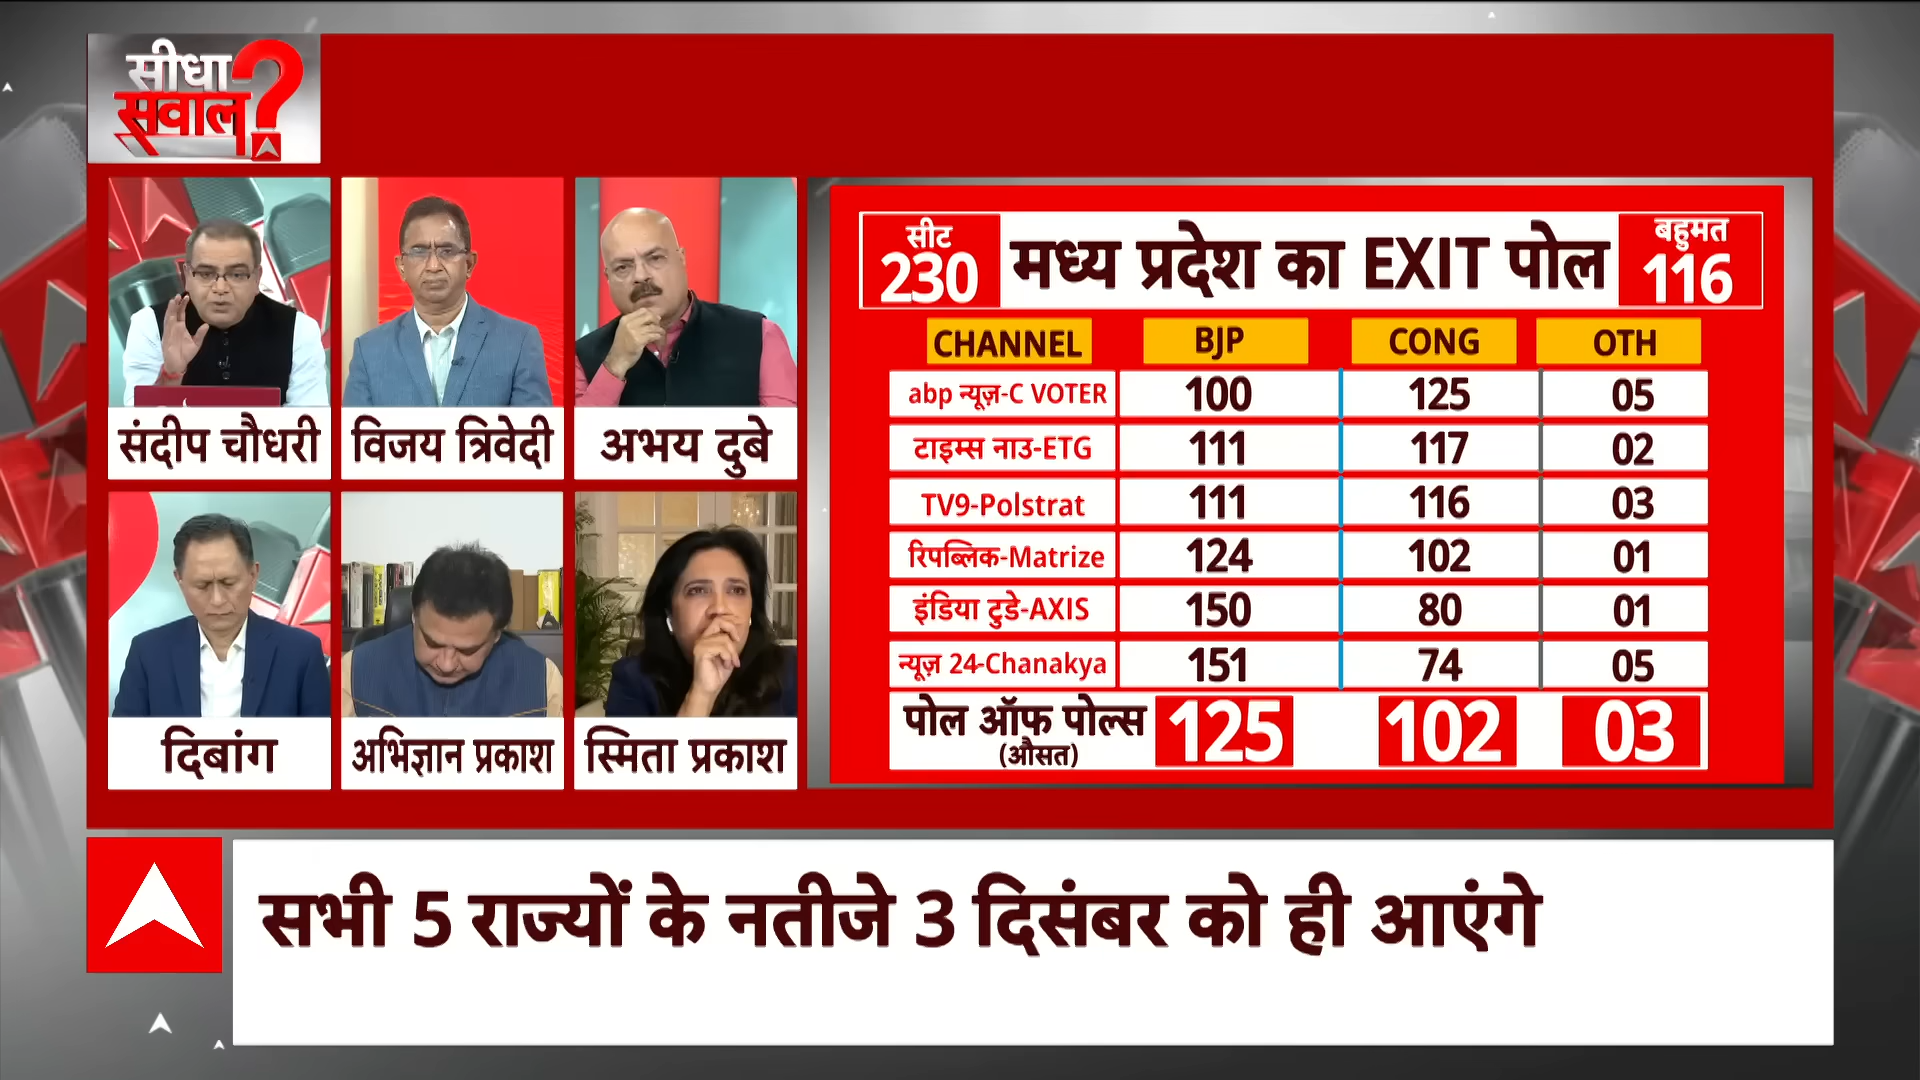 सीधा
सवाल?
संदीप चौधरी
विजय त्रिवेदी
अभय दुबे
दिबांग
अभिज्ञान प्रकाश
स्मिता प्रकाश
सीट
230
मध्य प्रदेश का EXIT पोल
बहुमत
116
CHANNEL BJP CONG OTH
abp न्यूज़-C VOTER 100 125 05
टाइम्स नाउ-ETG 111 117 02
TV9-Polstrat 111 116 03
रिपब्लिक-Matrize 124 102 01
इंडिया टुडे-AXIS 150 80 01
न्यूज़ 24-Chanakya 151 74 05
पोल ऑफ पोल्स 125 102 03
(औसत)
सभी 5 राज्यों के नतीजे 3 दिसंबर को ही आएंगे